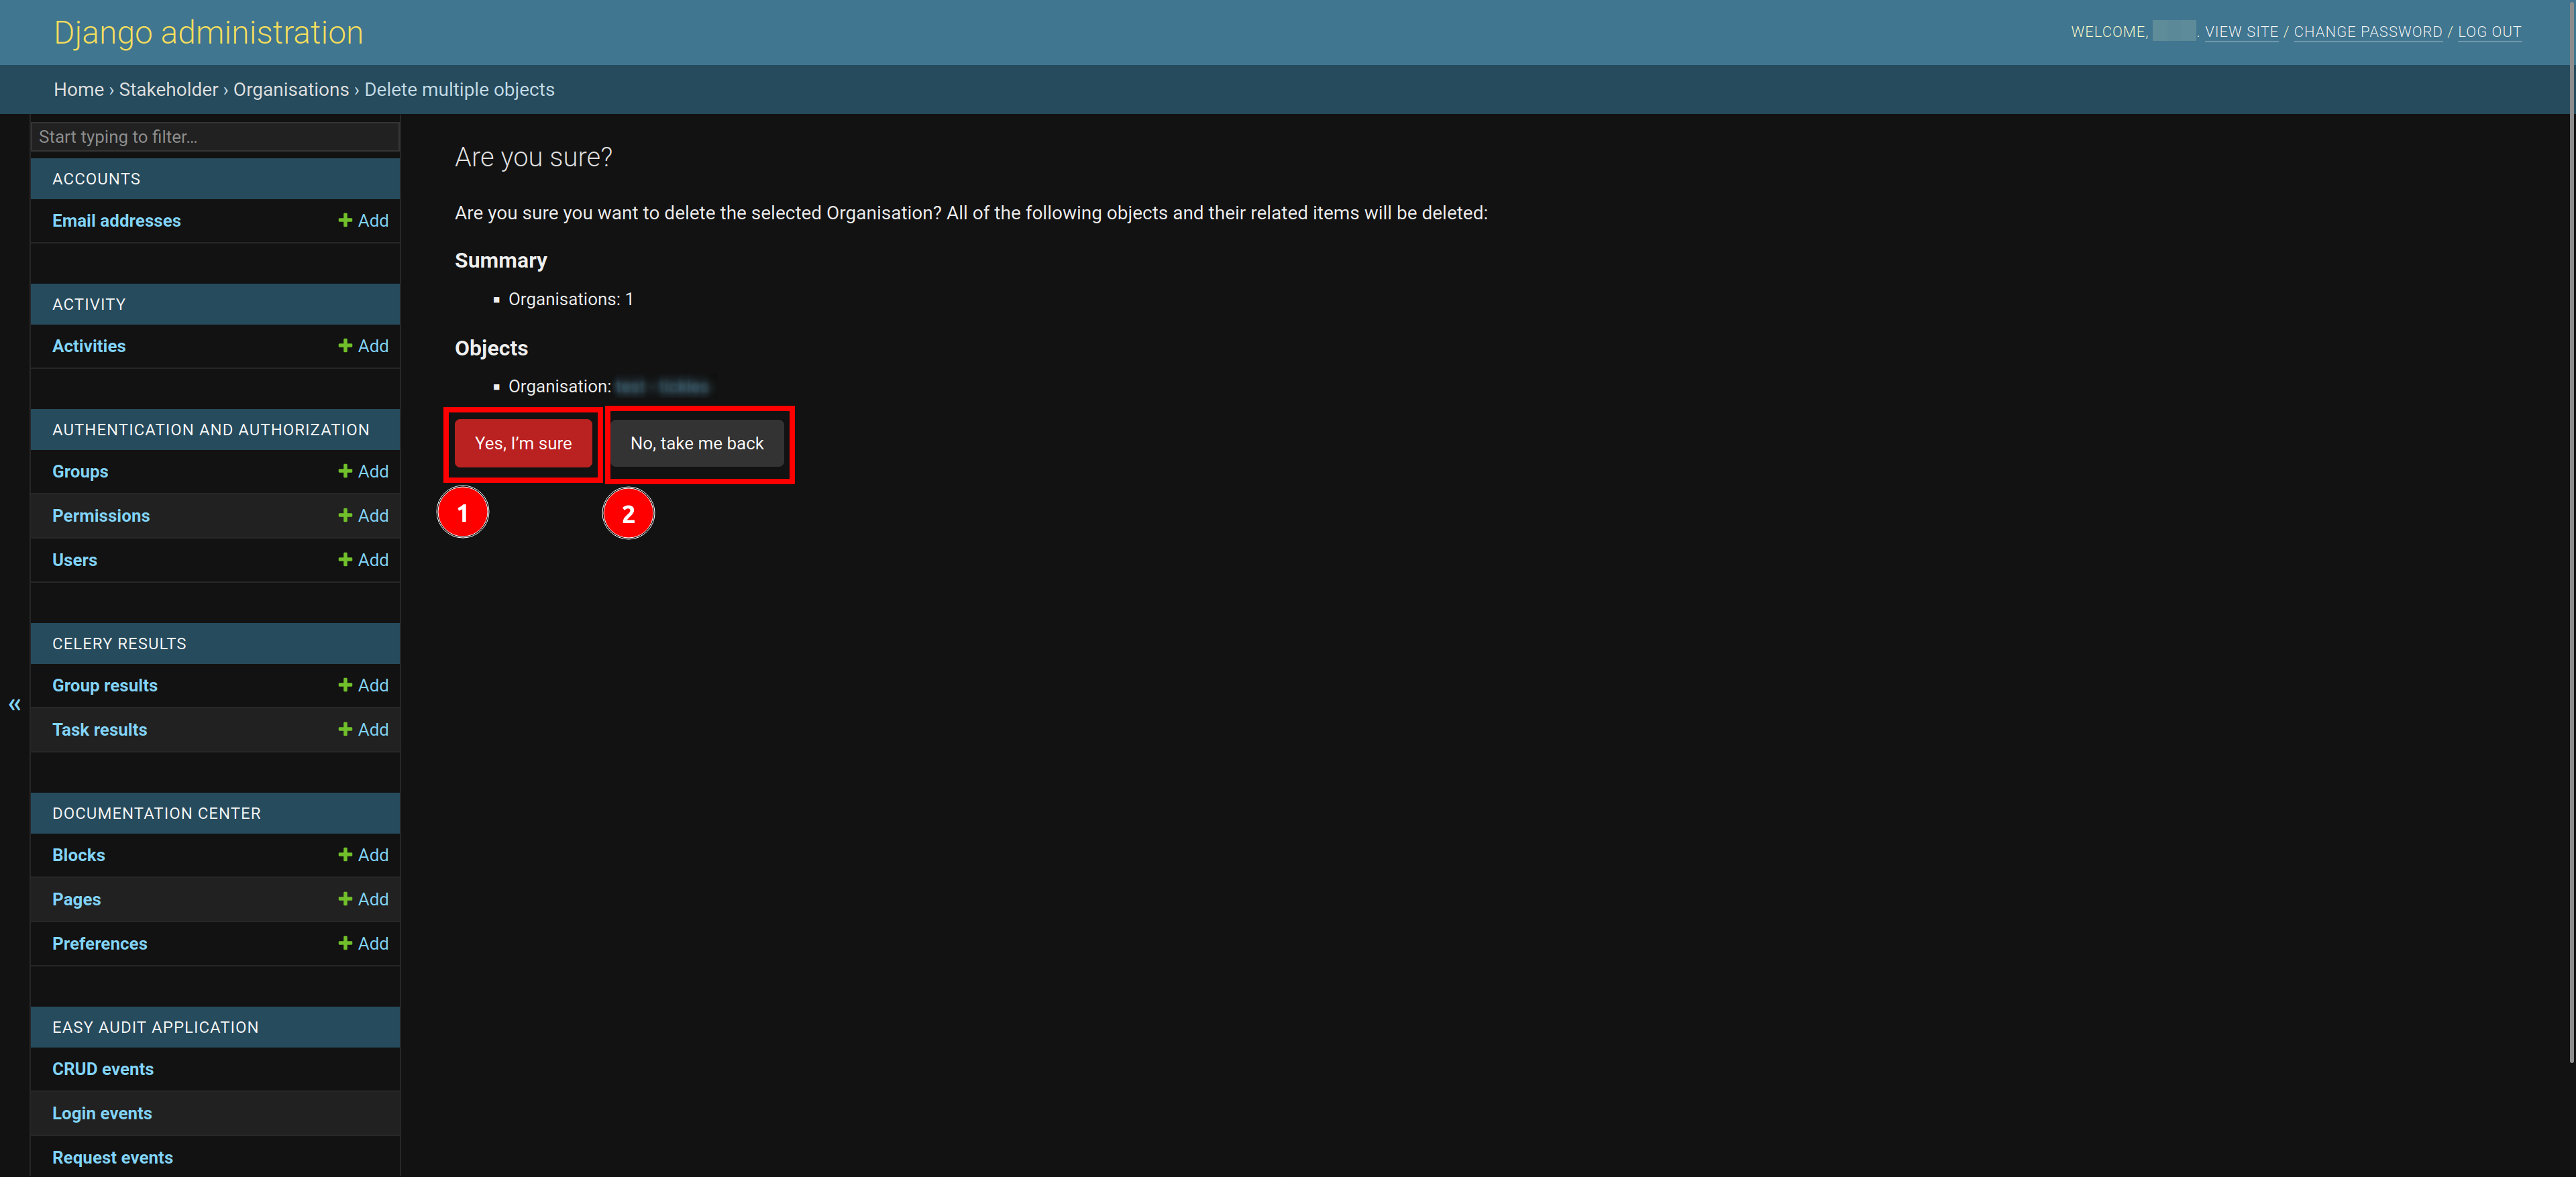 Django administration
WELCOME, . VIEW SITE / CHANGE PASSWORD / LOG OUT
Home › Stakeholder › Organisations › Delete multiple objects
Start typing to filter...
ACCOUNTS
Email addresses Add
ACTIVITY
Activities Add
AUTHENTICATION AND AUTHORIZATION
Groups Add
Permissions Add
Users Add
CELERY RESULTS
«
Group results Add
Task results Add
DOCUMENTATION CENTER
Blocks Add
Pages Add
Preferences Add
EASY AUDIT APPLICATION
CRUD events
Login events
Request events
Are you sure?
Are you sure you want to delete the selected Organisation? All of the following objects and their related items will be deleted:
Summary
Organisations: 1
Objects
Organisation:
Yes, I’m sure
No, take me back
1
2